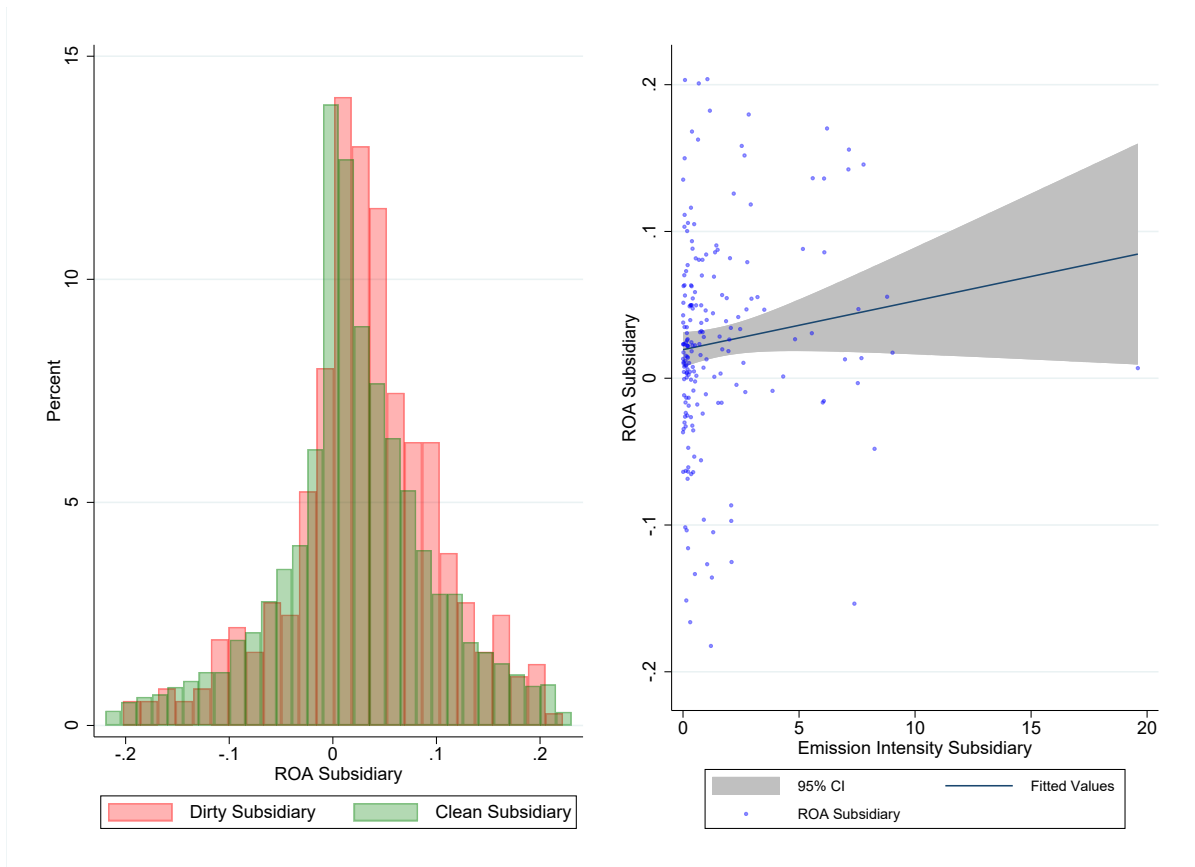 15
10
5
0
Percent
-.2 -.1 0 .1 .2
ROA Subsidiary
Dirty Subsidiary Clean Subsidiary
.2
.1
0
-.1
-.2
ROA Subsidiary
0 5 10 15 20
Emission Intensity Subsidiary
95% CI Fitted Values
ROA Subsidiary